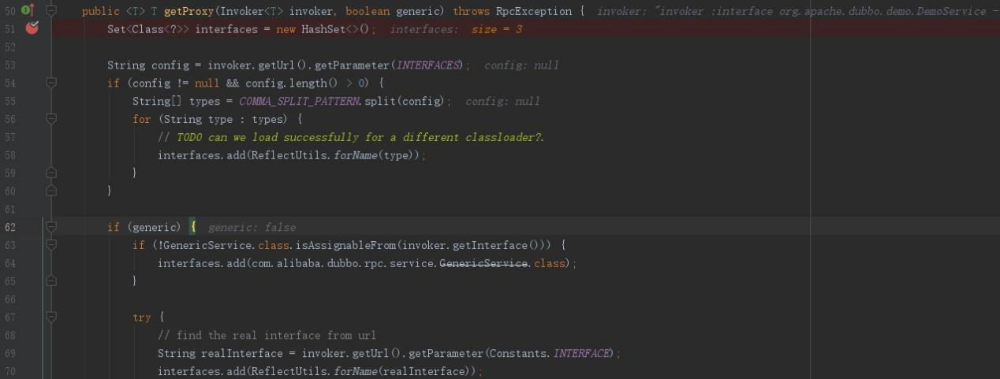 50 public <T> T getProxy(Invoker<T> invoker, boolean generic) throws RpcException { invoker: "invoker :interface org.apache.dubbo.demo.DemoService -
51 Set<Class<?>> interfaces = new HashSet<>(); interfaces: size = 3
52
53 String config = invoker.getUrl().getParameter(INTERFACES); config: null
54 if (config != null && config.length() > 0) {
55 String[] types = COMMA_SPLIT_PATTERN.split(config); config: null
56 for (String type : types) {
57 // TODO can we load successfully for a different classloader?.
58 interfaces.add(ReflectUtils.forName(type));
59 }
60 }
61
62 if (generic) { generic: false
63 if (!GenericService.class.isAssignableFrom(invoker.getInterface())) {
64 interfaces.add(com.alibaba.dubbo.rpc.service.GenericService.class);
65 }
66
67 try {
68 // find the real interface from url
69 String realInterface = invoker.getUrl().getParameter(Constants.INTERFACE);
70 interfaces.add(ReflectUtils.forName(realInterface));